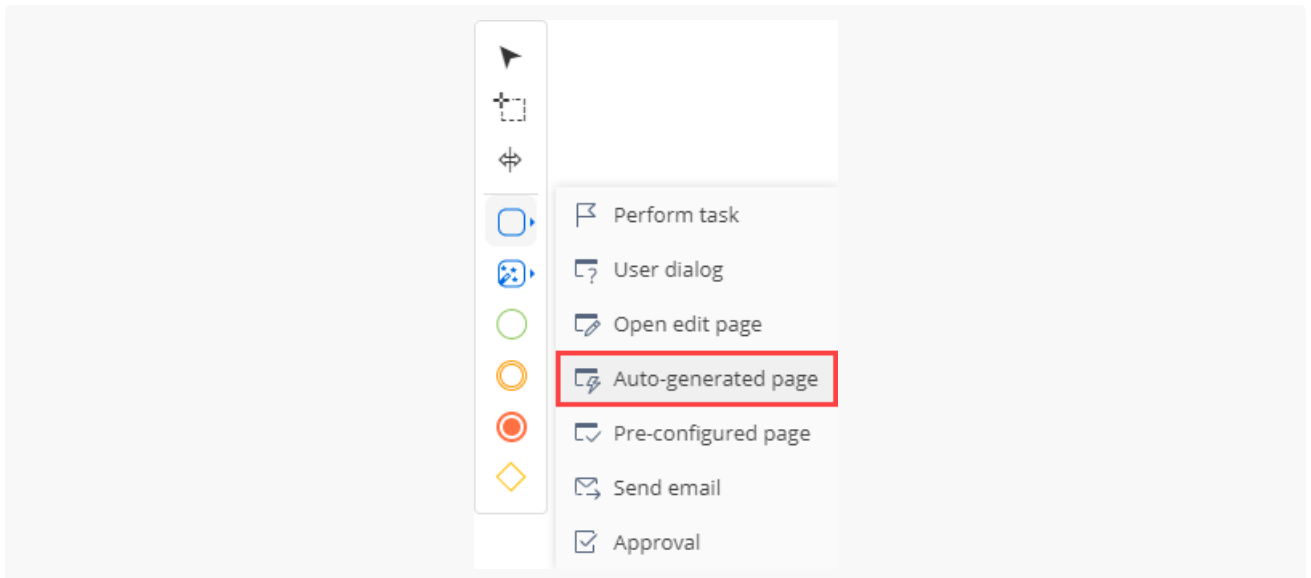 Perform task
User dialog
Open edit page
Auto-generated page
Pre-configured page
Send email
Approval